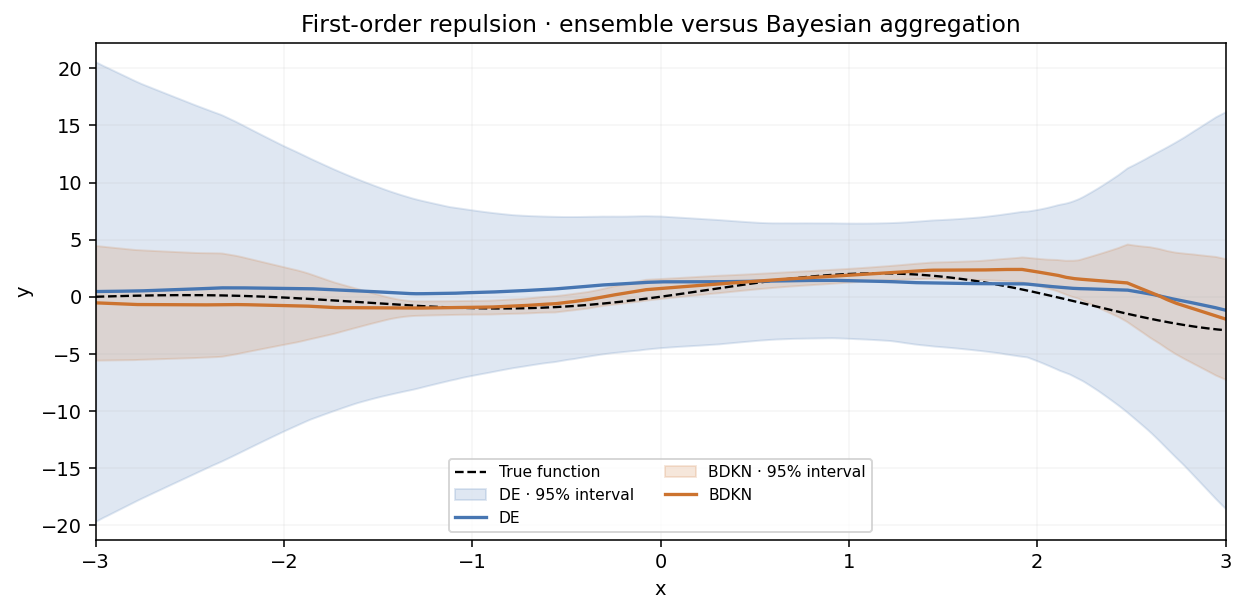 First-order repulsion · ensemble versus Bayesian aggregation
y
20
15
10
5
0
−5
−10
−15
−20
True function
DE · 95% interval
DE
BDKN · 95% interval
BDKN
−3
−2
−1
0
1
2
3
x